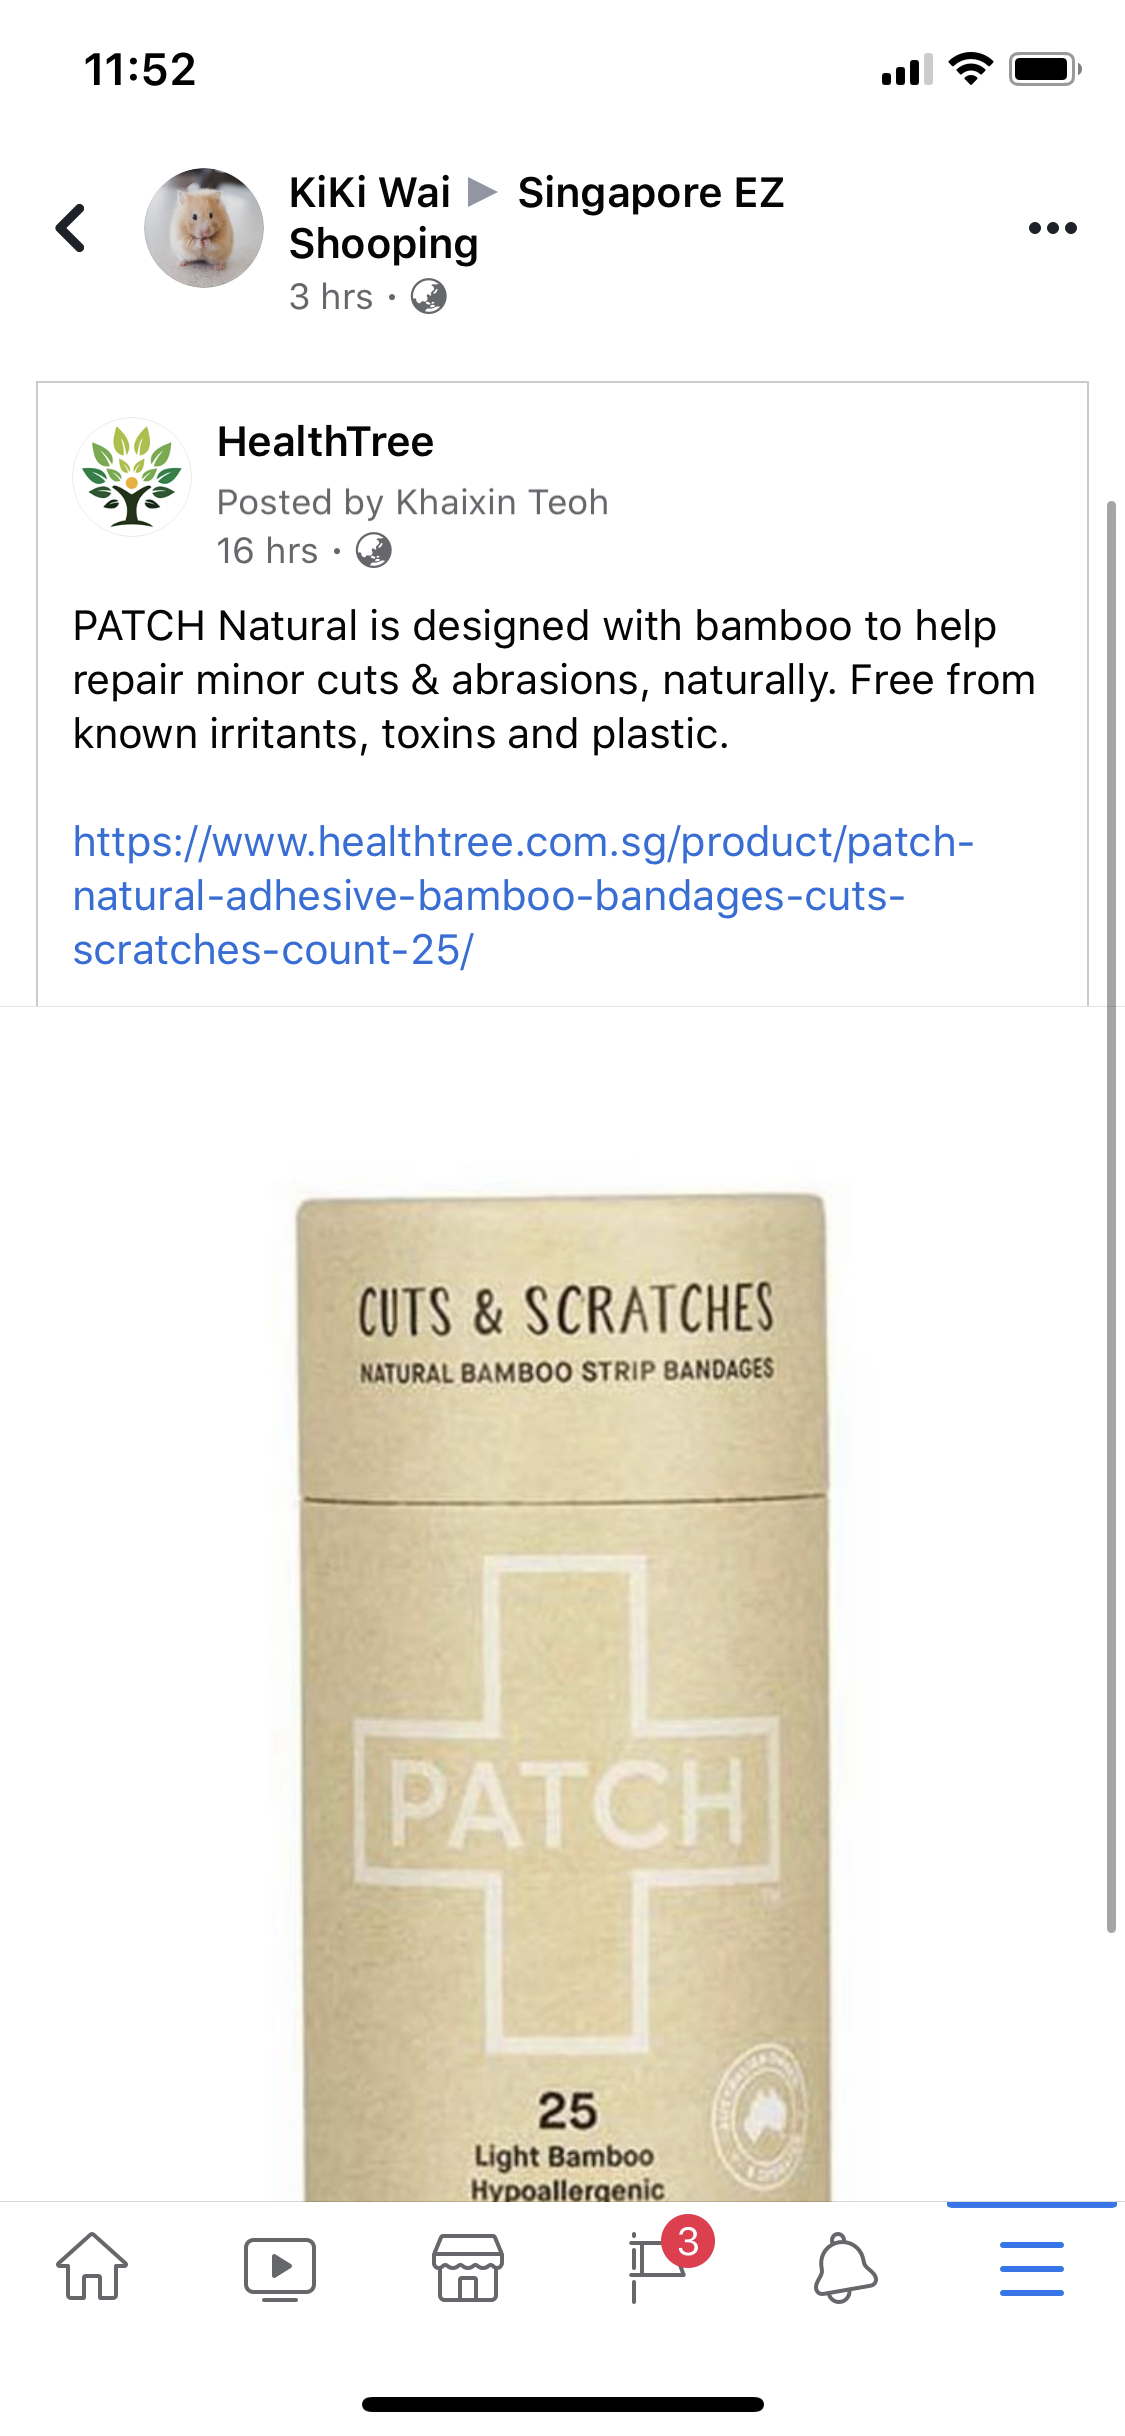 11:52
KiKi Wai ▶ Singapore EZ
Shooping
3 hrs ·
HealthTree
Posted by Khaixin Teoh
16 hrs ·
PATCH Natural is designed with bamboo to help
repair minor cuts & abrasions, naturally. Free from
known irritants, toxins and plastic.
https://www.healthtree.com.sg/product/patch-
natural-adhesive-bamboo-bandages-cuts-
scratches-count-25/
CUTS & SCRATCHES
NATURAL BAMBOO STRIP BANDAGES
PATCH
TM
25
Light Bamboo
Hypoallergenic
3